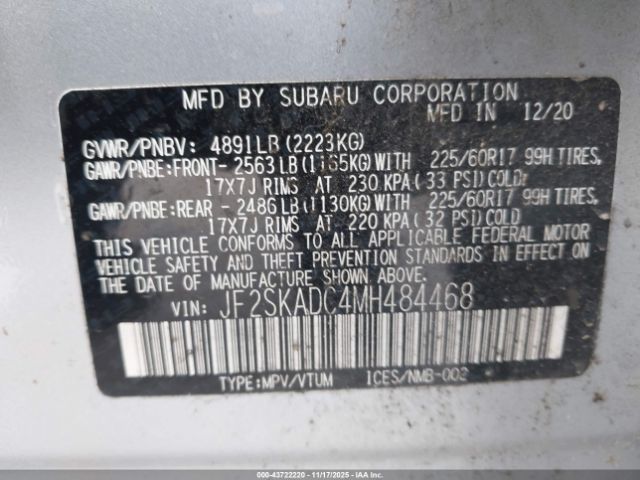 MFD BY SUBARU CORPORATION
MFD IN 12/20
GVWR/PNBV: 4891LB (2223KG)
GAWR/PNBE: FRONT- 2563LB (1165KG) WITH 225/60R17 99H TIRES,
17X7J RIMS AT 230 KPA (33 PSI) COLD
GAWR/PNBE: REAR - 2486LB (1130KG) WITH 225/60R17 99H TIRES,
17X7J RIMS AT 220 KPA (32 PSI) COLD
THIS VEHICLE CONFORMS TO ALL APPLICABLE FEDERAL MOTOR
VEHICLE SAFETY AND THEFT PREVENTION STANDARDS IN EFFECT ON
THE DATE OF MANUFACTURE SHOWN ABOVE.
VIN: JF2SKADC4MH484468
TYPE: MPV/VTUM ICES/NMB-002
© 00-43722220 - 11/17/2025 - IAA Inc.